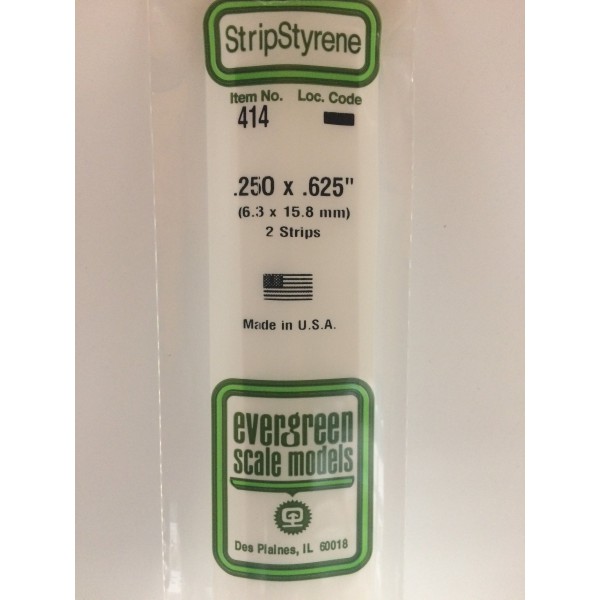 StripStyrene
Item No. Loc. Code
414
.250 x .625"
(6.3 x 15.8 mm)
2 Strips
Made in U.S.A.
evergreen
scale models
Des Plaines, IL 60018